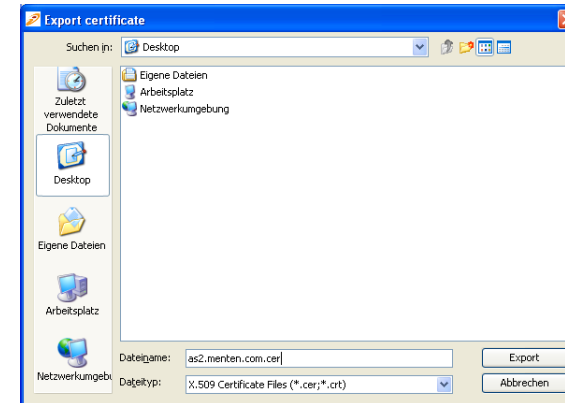 Export certificate
Suchen in: Desktop
Zuletzt
verwendete
Dokumente
Desktop
Eigene Dateien
Arbeitsplatz
Netzwerkumgebu
Eigene Dateien
Arbeitsplatz
Netzwerkumgebung
Dateiname: as2.menten.com.cer Export
Dateityp: X.509 Certificate Files (*.cer;*.crt) Abbrechen